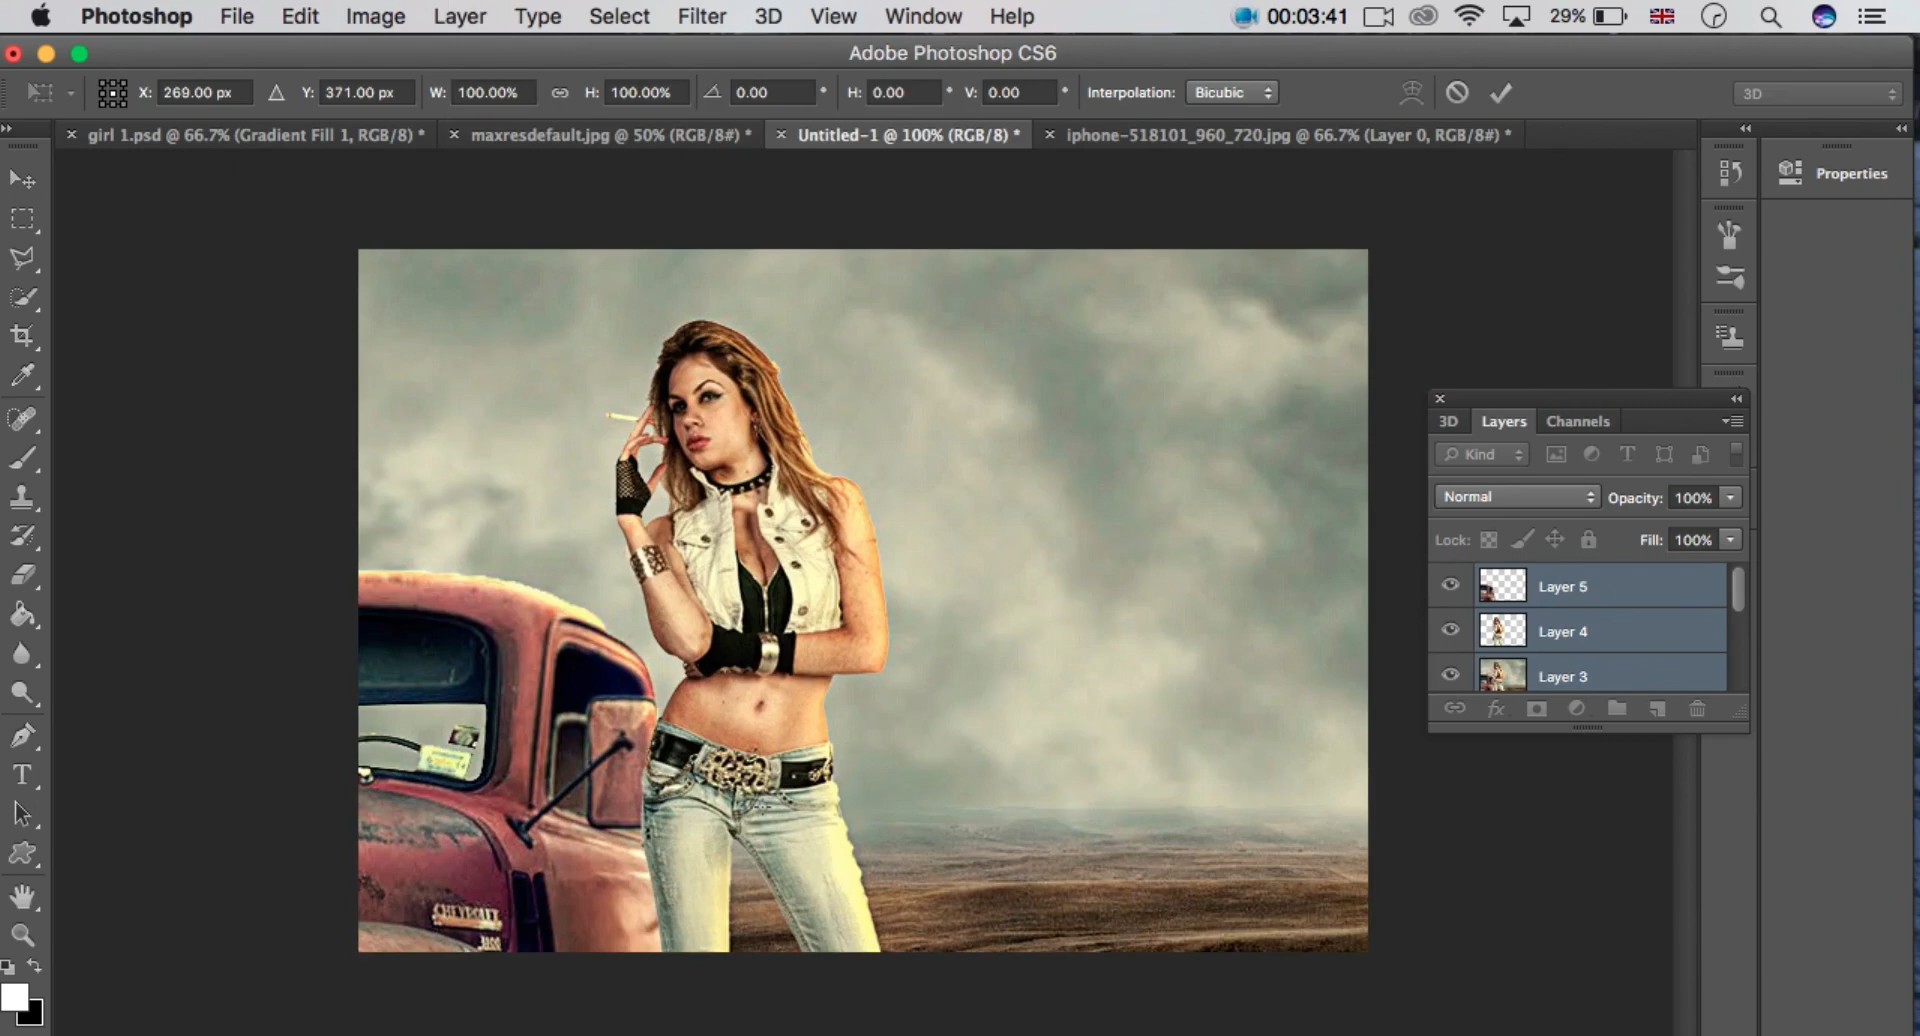 Photoshop File Edit Image Layer Type Select Filter 3D View Window Help 00:03:41 29%
Adobe Photoshop CS6
X: 269.00 px Y: 371.00 px W: 100.00% H: 100.00% 0.00 ° H: 0.00 ° V: 0.00 ° Interpolation: Bicubic 3D
girl 1.psd @ 66.7% (Gradient Fill 1, RGB/8) * maxresdefault.jpg @ 50% (RGB/8#) * Untitled-1 @ 100% (RGB/8) * iphone-518101_960_720.jpg @ 66.7% (Layer 0, RGB/8#) *
Properties
3D Layers Channels
Kind
Normal Opacity: 100%
Lock: Fill: 100%
Layer 5
Layer 4
Layer 3
CHEVROLET